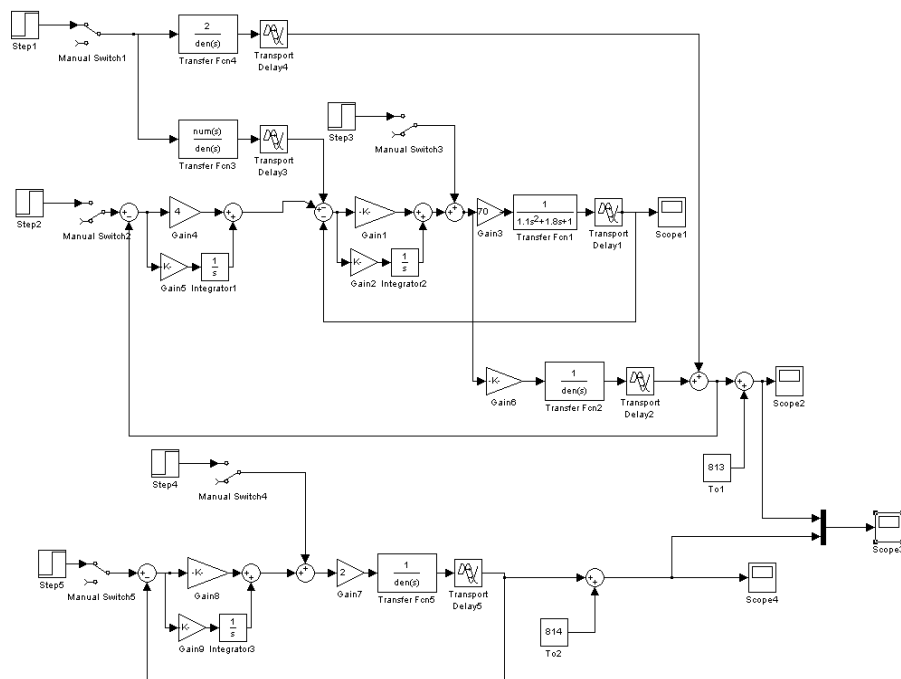 Step1
Manual Switch1
2
den(s)
Transfer Fcn4
Transport
Delay4
num(s)
den(s)
Transfer Fcn3
Transport
Delay3
Step3
Manual Switch3
Step2
Manual Switch2
4
Gain4
K-
Gain5
1
s
Integrator1
-K-
Gain1
K-
Gain2
1
s
Integrator2
70
Gain3
1
1.1s²+1.8s+1
Transfer Fcn1
Transport
Delay1
Scope1
-K-
Gain6
1
den(s)
Transfer Fcn2
Transport
Delay2
Scope2
813
To1
Step4
Manual Switch4
Scope3
Step5
Manual Switch5
-K-
Gain8
K-
Gain9
1
s
Integrator3
2
Gain7
1
den(s)
Transfer Fcn5
Transport
Delay5
814
To2
Scope4